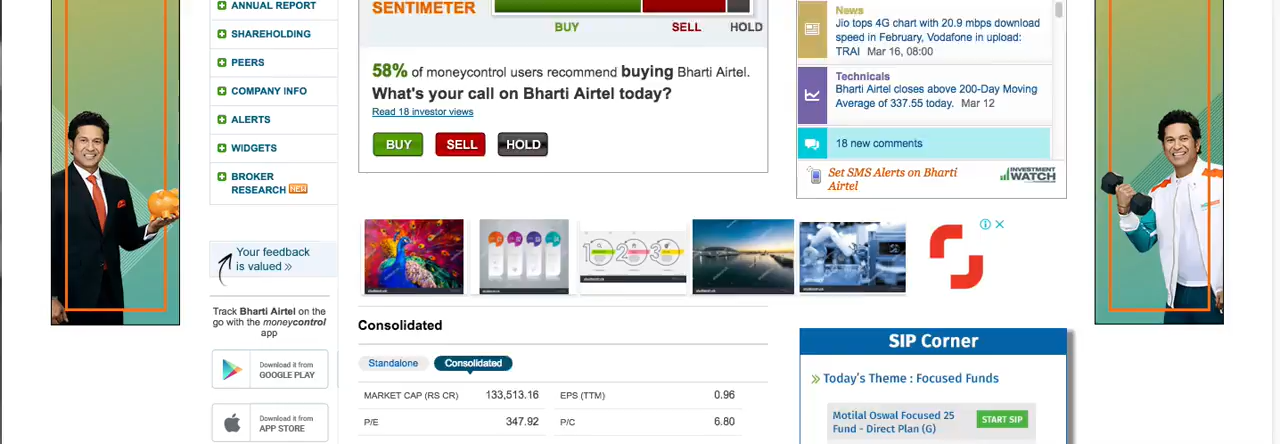 ANNUAL REPORT
SHAREHOLDING
PEERS
COMPANY INFO
ALERTS
WIDGETS
BROKER
RESEARCH NEW
Your feedback
is valued »
Track Bharti Airtel on the
go with the moneycontrol
app
Download it from
GOOGLE PLAY
Download it from
APP STORE
SENTIMETER
BUY SELL HOLD
58% of moneycontrol users recommend buying Bharti Airtel.
What's your call on Bharti Airtel today?
Read 18 investor views
BUY SELL HOLD
Consolidated
Standalone Consolidated
MARKET CAP (RS CR) 133,513.16 EPS (TTM) 0.96
P/E 347.92 P/C 6.80
News
Jio tops 4G chart with 20.9 mbps download
speed in February, Vodafone in upload:
TRAI Mar 16, 08:00
Technicals
Bharti Airtel closes above 200-Day Moving
Average of 337.55 today. Mar 12
18 new comments
Set SMS Alerts on Bharti
Airtel
INVESTMENT
WATCH
SIP Corner
Today's Theme : Focused Funds
Motilal Oswal Focused 25
Fund - Direct Plan (G)
START SIP